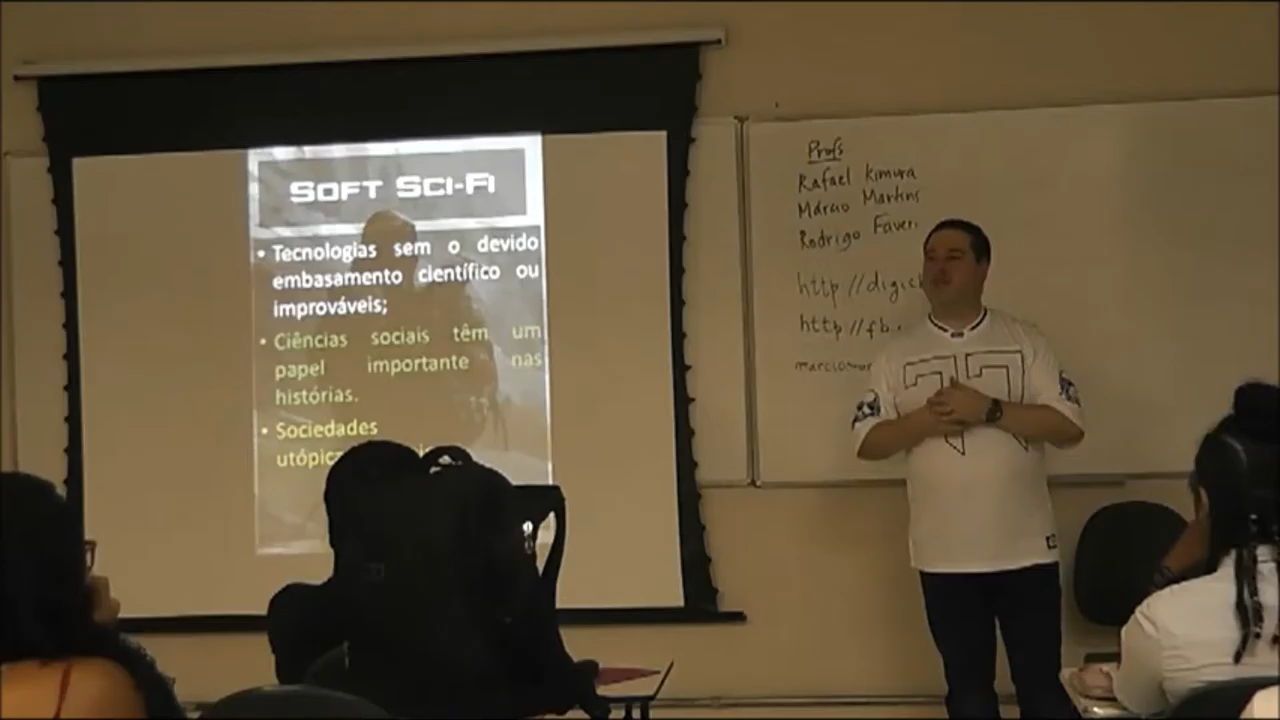 SOFT SCI-FI
• Tecnologias sem o devido
embasamento científico ou
improváveis;
• Ciências sociais têm um
papel importante nas
histórias.
• Sociedades
Profs
Rafael Kimura
Márcio Martins
Rodrigo
http //
http //fb.
77